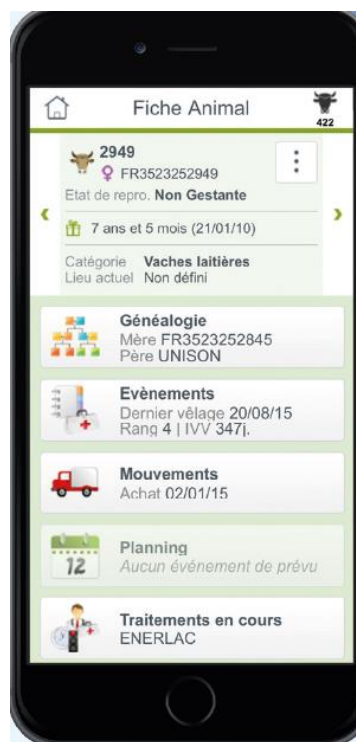 Fiche Animal
422
2949
♀ FR3523252949
Etat de repro. Non Gestante
7 ans et 5 mois (21/01/10)
Catégorie Vaches laitières
Lieu actuel Non défini
Généalogie
Mère FR3523252845
Père UNISON
Evènements
Dernier vêlage 20/08/15
Rang 4 | IVV 347j.
Mouvements
Achat 02/01/15
Planning
12
Aucun événement de prévu
Traitements en cours
ENERLAC